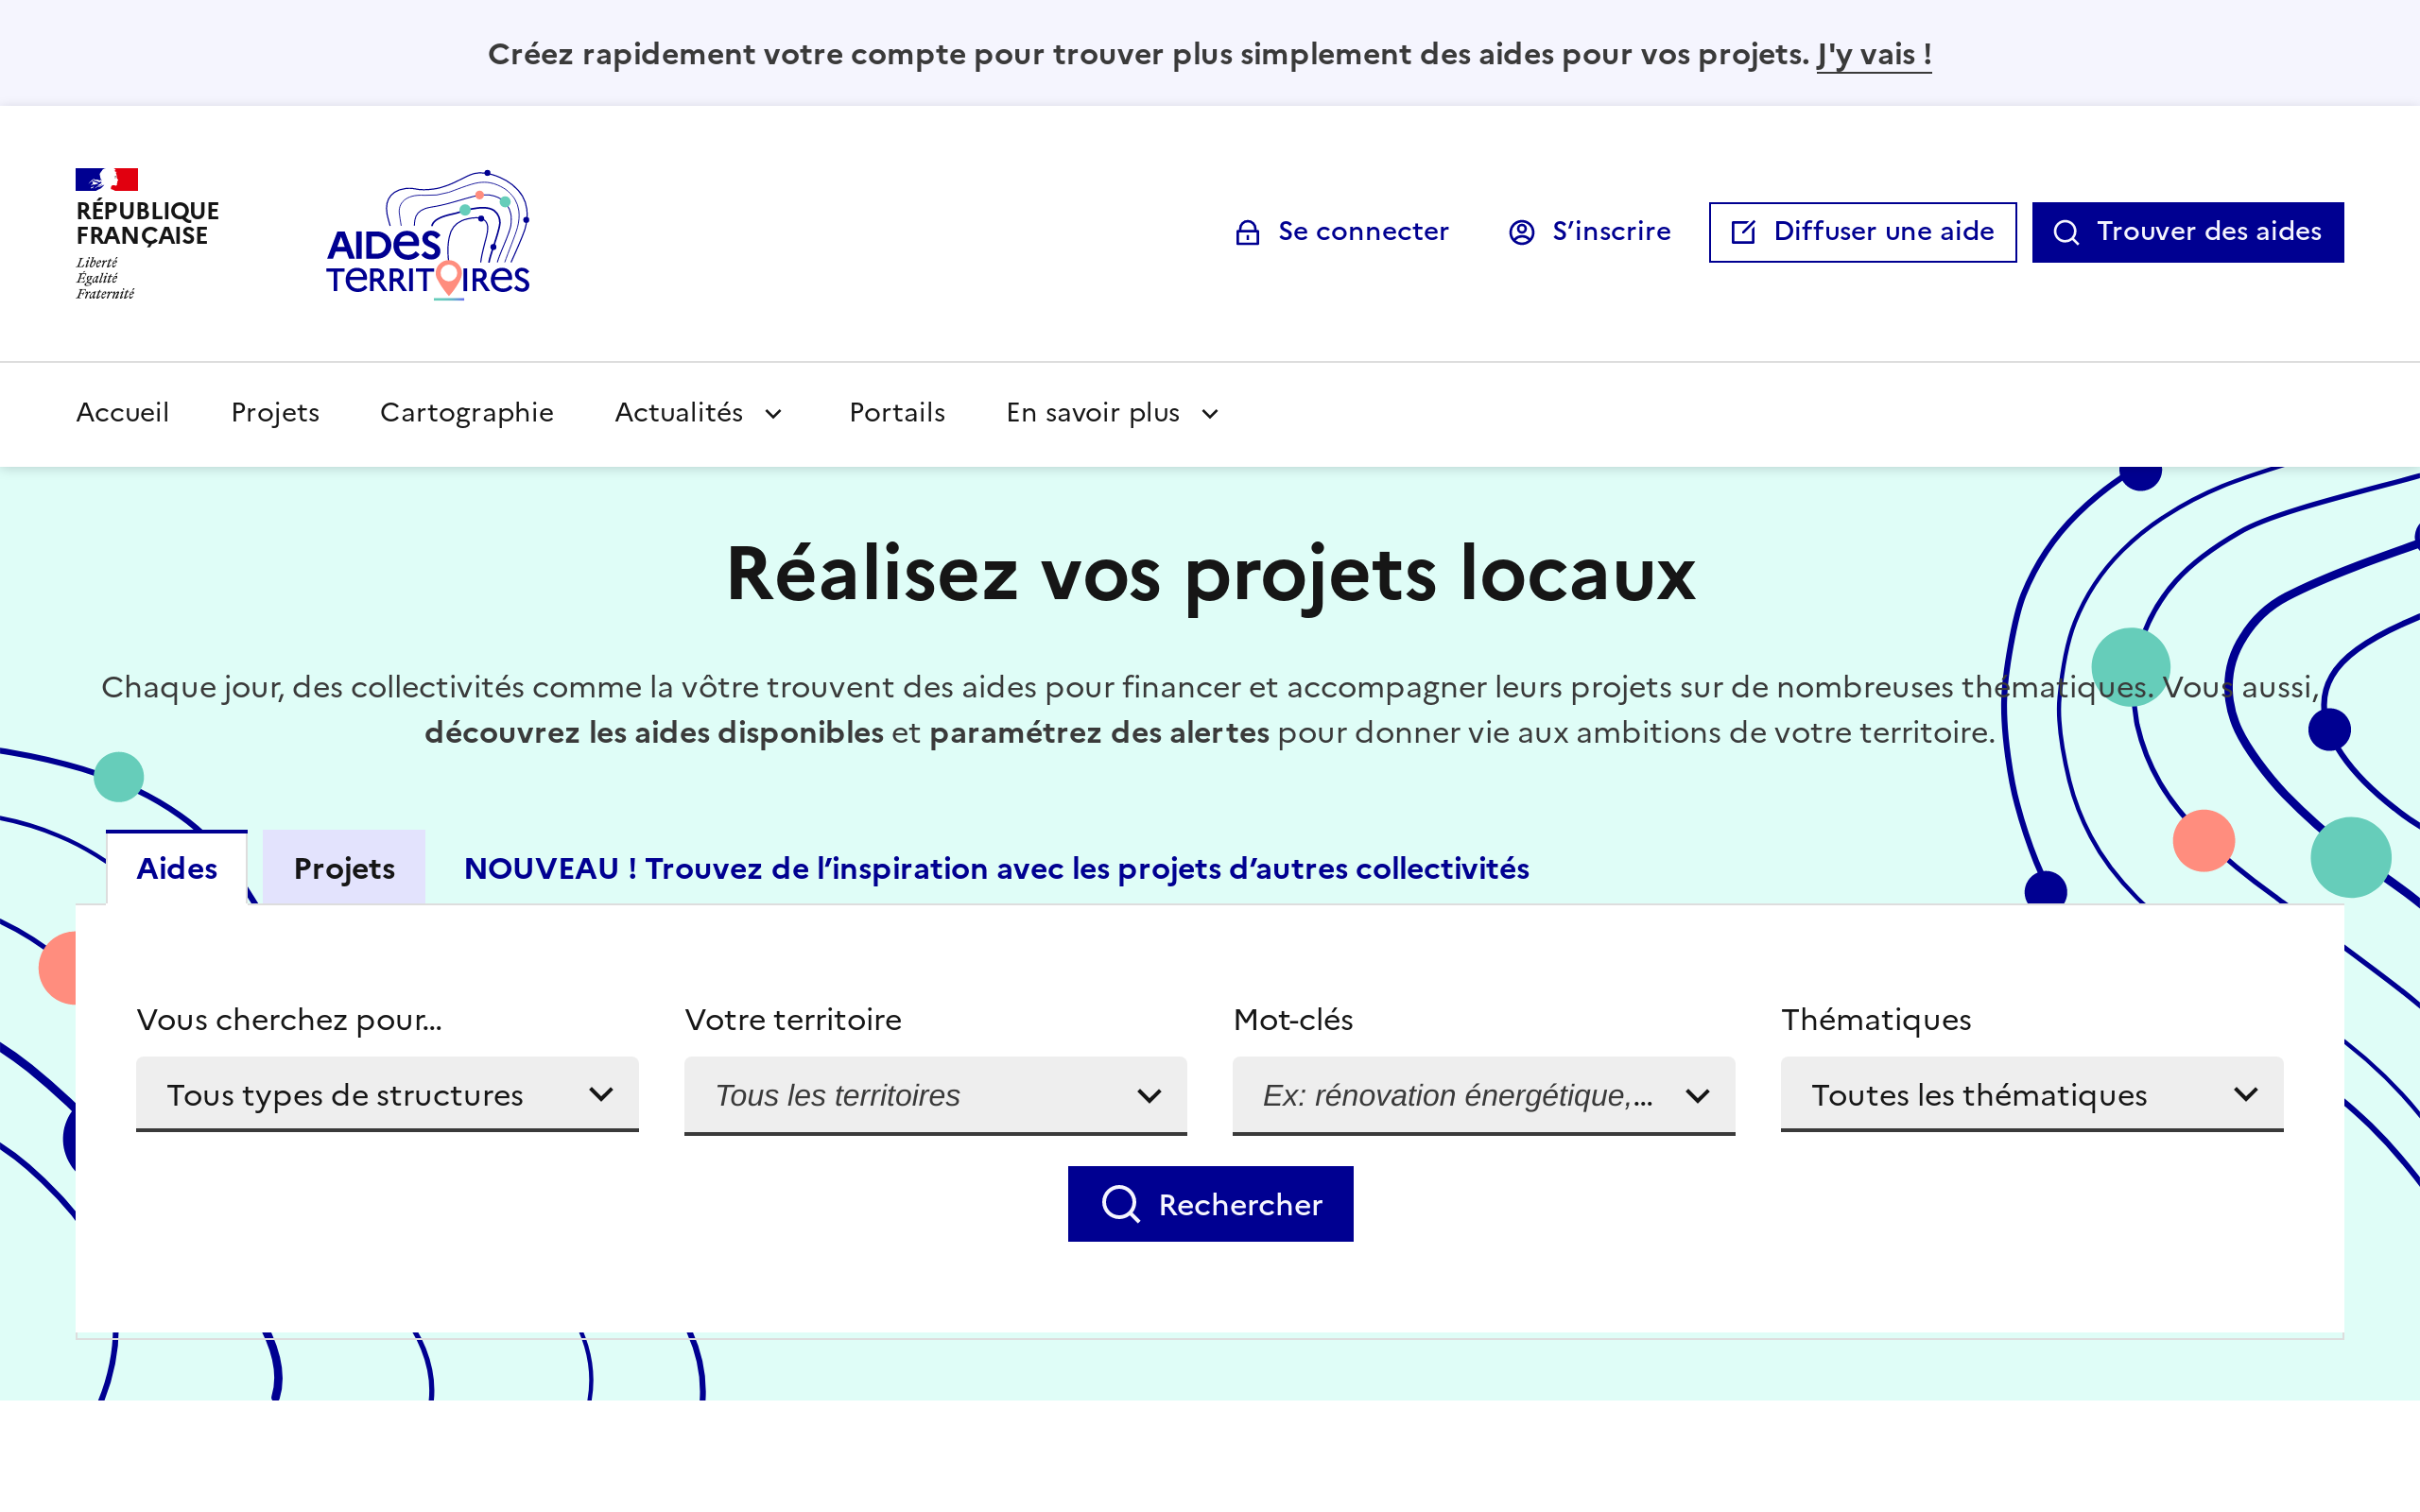 Créez rapidement votre compte pour trouver plus simplement des aides pour vos projets. J'y vais !
RÉPUBLIQUE
FRANÇAISE
Liberté
Égalité
Fraternité
AIDES
TERRITOIRES
Se connecter
S’inscrire
Diffuser une aide
Trouver des aides
Accueil
Projets
Cartographie
Actualités
Portails
En savoir plus
Réalisez vos projets locaux
Chaque jour, des collectivités comme la vôtre trouvent des aides pour financer et accompagner leurs projets sur de nombreuses thématiques. Vous aussi,
découvrez les aides disponibles et paramétrez des alertes pour donner vie aux ambitions de votre territoire.
Aides
Projets
NOUVEAU ! Trouvez de l’inspiration avec les projets d’autres collectivités
Vous cherchez pour...
Votre territoire
Mot-clés
Thématiques
Tous types de structures
Tous les territoires
Ex: rénovation énergétique,...
Toutes les thématiques
Rechercher